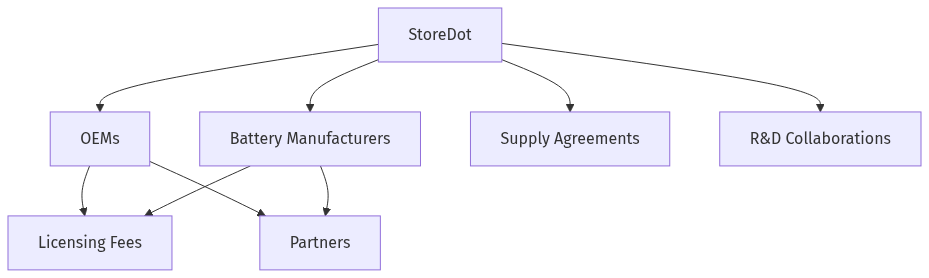 StoreDot
OEMs
Battery Manufacturers
Supply Agreements
R&D Collaborations
Licensing Fees
Partners